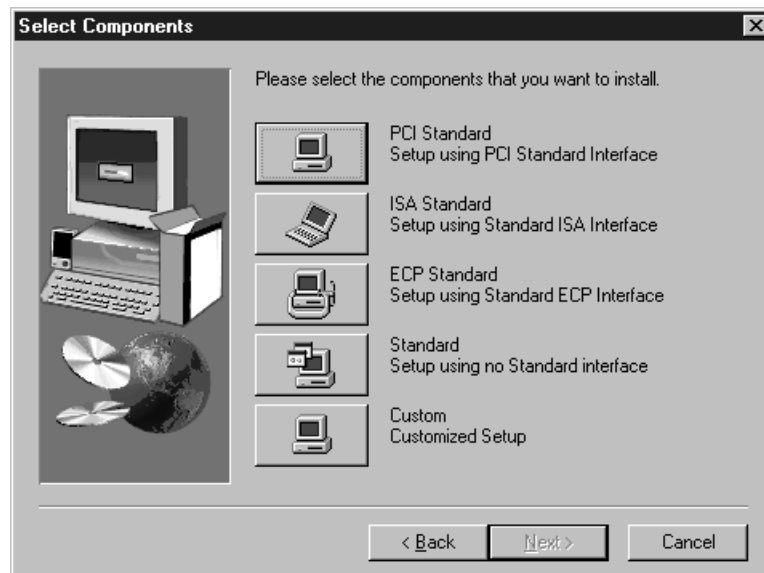 Select Components
Please select the components that you want to install.
PCI Standard
Setup using PCI Standard Interface
ISA Standard
Setup using Standard ISA Interface
ECP Standard
Setup using Standard ECP Interface
Standard
Setup using no Standard interface
Custom
Customized Setup
< Back
Next >
Cancel